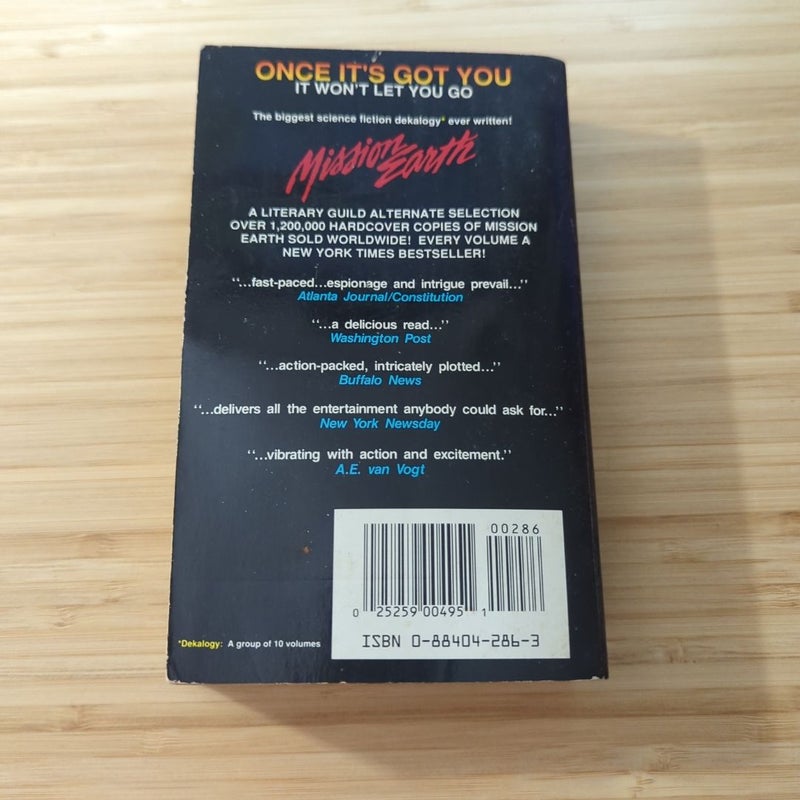 ONCE IT'S GOT YOU
IT WON'T LET YOU GO
The biggest science fiction dekalogy* ever written!
Mission Earth
A LITERARY GUILD ALTERNATE SELECTION
OVER 1,200,000 HARDCOVER COPIES OF MISSION
EARTH SOLD WORLDWIDE! EVERY VOLUME A
NEW YORK TIMES BESTSELLER!
"...fast-paced...espionage and intrigue prevail..."
Atlanta Journal/Constitution
"...a delicious read..."
Washington Post
"...action-packed, intricately plotted..."
Buffalo News
"...delivers all the entertainment anybody could ask for..."
New York Newsday
"...vibrating with action and excitement."
A.E. van Vogt
00286
0 25259 00495 1
ISBN 0-88404-286-3
*Dekalogy: A group of 10 volumes